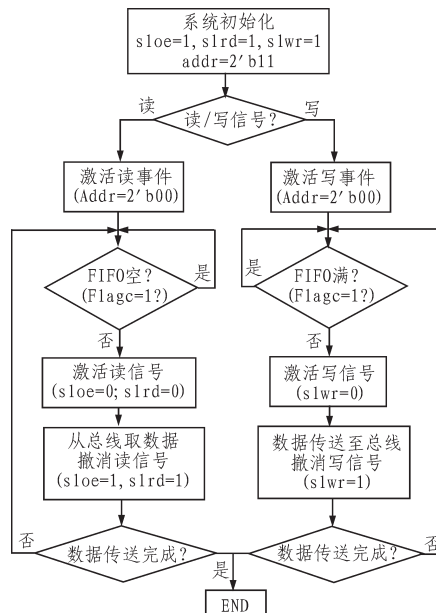 系统初始化
sloe=1, slrd=1, slwr=1
addr=2′b11
读
读/写信号?
写
激活读事件
(Addr=2′b00)
激活写事件
(Addr=2′b00)
FIFO空?
(Flagc=1?)
是
是
FIFO满?
(Flagc=1?)
否
否
激活读信号
(sloe=0; slrd=0)
激活写信号
(slwr=0)
从总线取数据
撤消读信号
(sloe=1, slrd=1)
数据传送至总线
撤消写信号
(slwr=1)
否
数据传送完成?
是
数据传送完成?
否
END